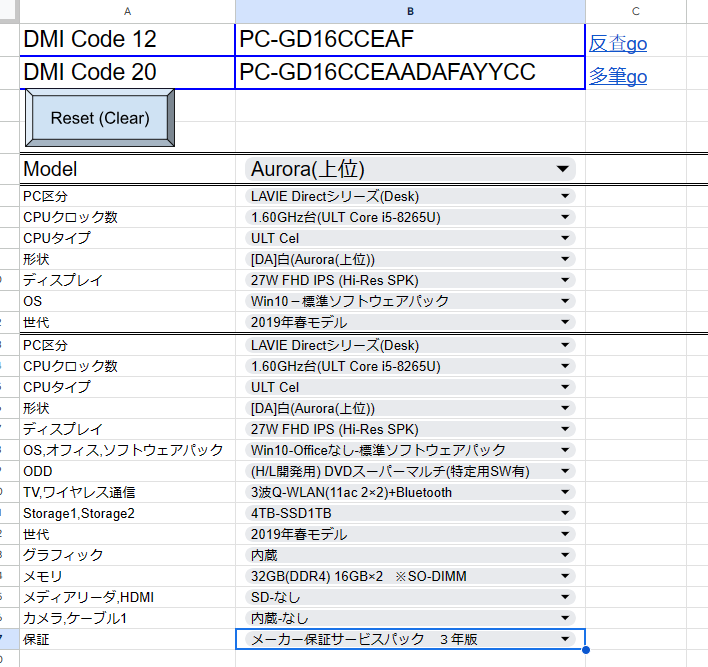 A B C
DMI Code 12 PC-GD16CCEAF 反査go
DMI Code 20 PC-GD16CCEAADAFAYYCC 多筆go
Reset (Clear)
Model Aurora(上位)
PC区分 LAVIE Directシリーズ(Desk)
CPUクロック数 1.60GHz台(ULT Core i5-8265U)
CPUタイプ ULT Cel
形状 [DA]白(Aurora(上位))
ディスプレイ 27W FHD IPS (Hi-Res SPK)
OS Win10－標準ソフトウェアパック
世代 2019年春モデル
PC区分 LAVIE Directシリーズ(Desk)
CPUクロック数 1.60GHz台(ULT Core i5-8265U)
CPUタイプ ULT Cel
形状 [DA]白(Aurora(上位))
ディスプレイ 27W FHD IPS (Hi-Res SPK)
OS,オフィス,ソフトウェアパック Win10-Officeなし-標準ソフトウェアパック
ODD (H/L開発用) DVDスーパーマルチ(特定用SW有)
TV,ワイヤレス通信 3波Q-WLAN(11ac 2×2)+Bluetooth
Storage1,Storage2 4TB-SSD1TB
世代 2019年春モデル
グラフィック 内蔵
メモリ 32GB(DDR4) 16GB×2 ※SO-DIMM
メディアリーダ,HDMI SD-なし
カメラ,ケーブル1 内蔵-なし
保証 メーカー保証サービスパック ３年版